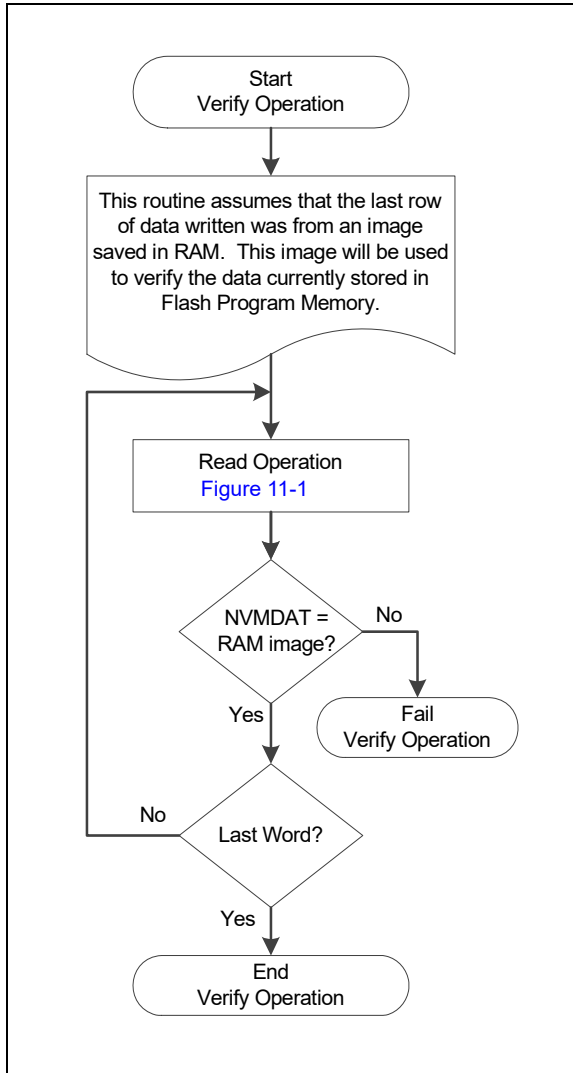 Start
Verify Operation
This routine assumes that the last row
of data written was from an image
saved in RAM.  This image will be used
to verify the data currently stored in
Flash Program Memory.
Read Operation
Figure 11-1
NVMDAT =
RAM image?
No
Yes
Fail
Verify Operation
No
Last Word?
Yes
End
Verify Operation